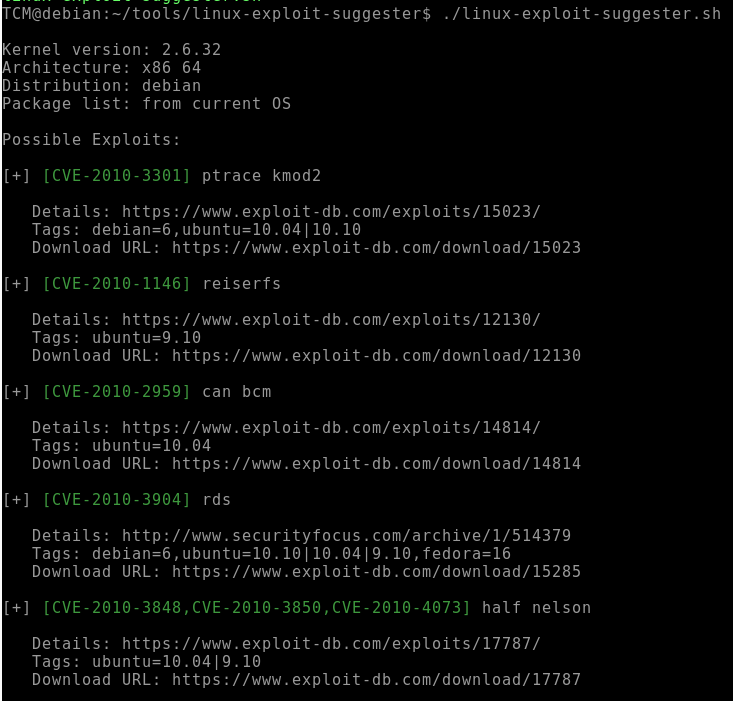 TCM@debian:~/tools/linux-exploit-suggester$ ./linux-exploit-suggester.sh
Kernel version: 2.6.32
Architecture: x86 64
Distribution: debian
Package list: from current OS
Possible Exploits:
[+] [CVE-2010-3301] ptrace kmod2
Details: https://www.exploit-db.com/exploits/15023/
Tags: debian=6,ubuntu=10.04|10.10
Download URL: https://www.exploit-db.com/download/15023
[+] [CVE-2010-1146] reiserfs
Details: https://www.exploit-db.com/exploits/12130/
Tags: ubuntu=9.10
Download URL: https://www.exploit-db.com/download/12130
[+] [CVE-2010-2959] can bcm
Details: https://www.exploit-db.com/exploits/14814/
Tags: ubuntu=10.04
Download URL: https://www.exploit-db.com/download/14814
[+] [CVE-2010-3904] rds
Details: http://www.securityfocus.com/archive/1/514379
Tags: debian=6,ubuntu=10.10|10.04|9.10,fedora=16
Download URL: https://www.exploit-db.com/download/15285
[+] [CVE-2010-3848,CVE-2010-3850,CVE-2010-4073] half nelson
Details: https://www.exploit-db.com/exploits/17787/
Tags: ubuntu=10.04|9.10
Download URL: https://www.exploit-db.com/download/17787